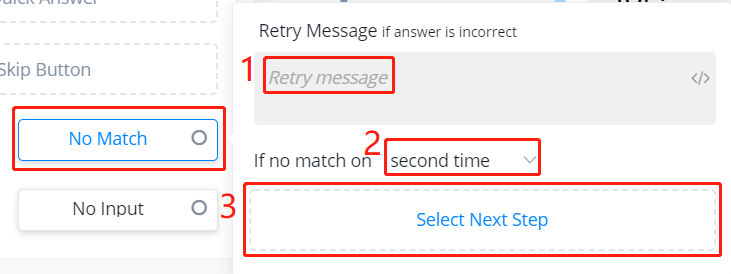 Quick Answer
Skip Button
No Match
No Input
3
Retry Message if answer is incorrect
1 Retry message </>
2
If no match on second time
Select Next Step